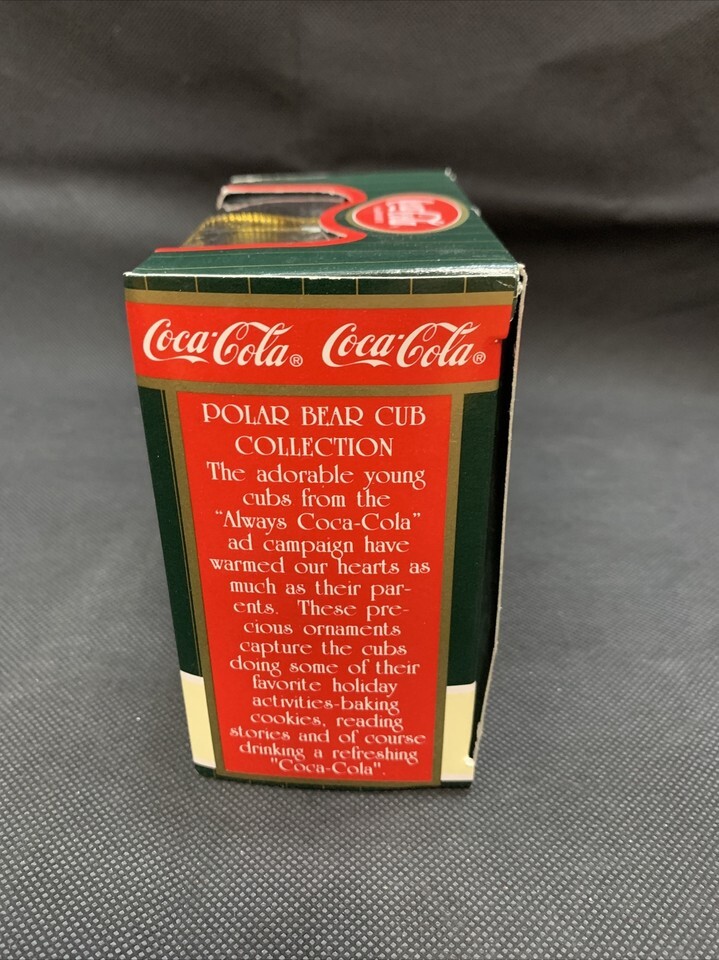 Coca-Cola
Coca-Cola® Coca-Cola®
POLAR BEAR CUB
COLLECTION
The adorable young
cubs from the
“Always Coca-Cola”
ad campaign have
warmed our hearts as
much as their par-
ents. These pre-
cious ornaments
capture the cubs
doing some of their
favorite holiday
activities-baking
cookies, reading
stories and of course
drinking a refreshing
"Coca-Cola".